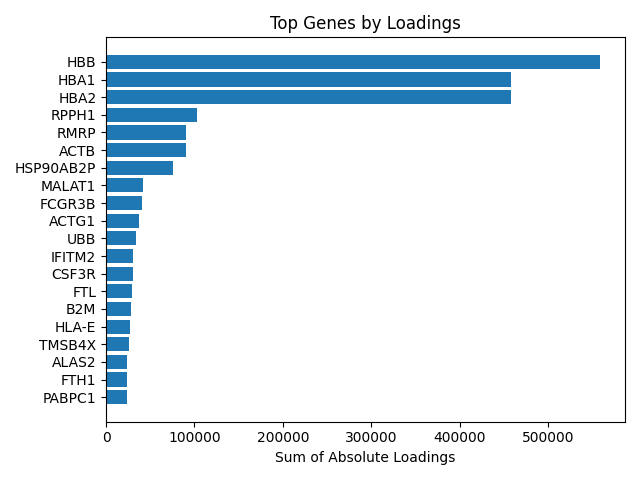 Top Genes by Loadings
HBB
HBA1
HBA2
RPPH1
RMRP
ACTB
HSP90AB2P
MALAT1
FCGR3B
ACTG1
UBB
IFITM2
CSF3R
FTL
B2M
HLA-E
TMSB4X
ALAS2
FTH1
PABPC1
0 100000 200000 300000 400000 500000
Sum of Absolute Loadings